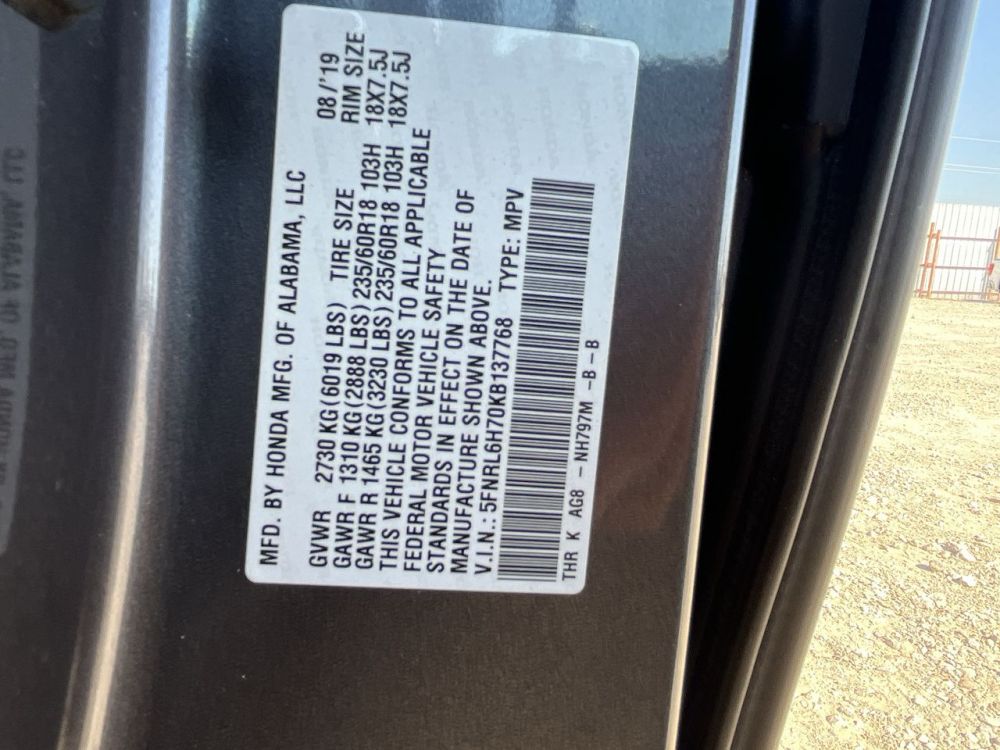 MFD. BY HONDA MFG. OF ALABAMA, LLC
08/'19
GVWR 2730 KG(6019 LBS) TIRE SIZE RIM SIZE
GAWR F 1310 KG(2888 LBS)235/60R18 103H 18X7.5J
GAWR R 1465 KG(3230 LBS)235/60R18 103H 18X7.5J
THIS VEHICLE CONFORMS TO ALL APPLICABLE
FEDERAL MOTOR VEHICLE SAFETY
STANDARDS IN EFFECT ON THE DATE OF
MANUFACTURE SHOWN ABOVE.
V.I.N.: 5FNRL6H70KB137768 TYPE: MPV
THR K AG8 - NH797M -B - B